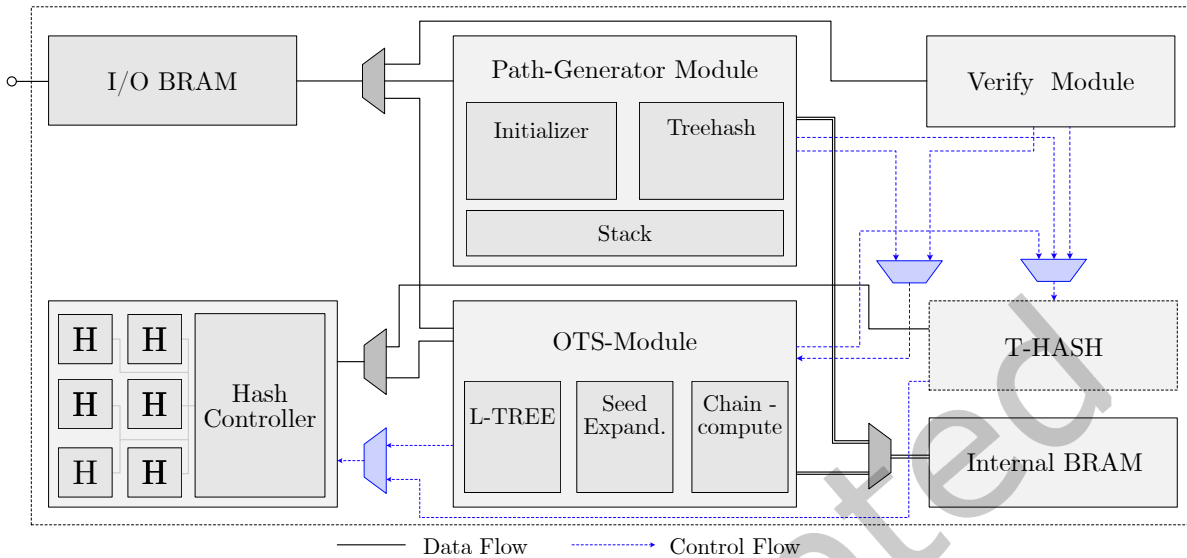 I/O BRAM
Path-Generator Module
Initializer
Treehash
Stack
Verify Module
H H
H H
H H
Hash
Controller
OTS-Module
L-TREE
Seed
Expand.
Chain -
compute
T-HASH
Internal BRAM
Data Flow
Control Flow